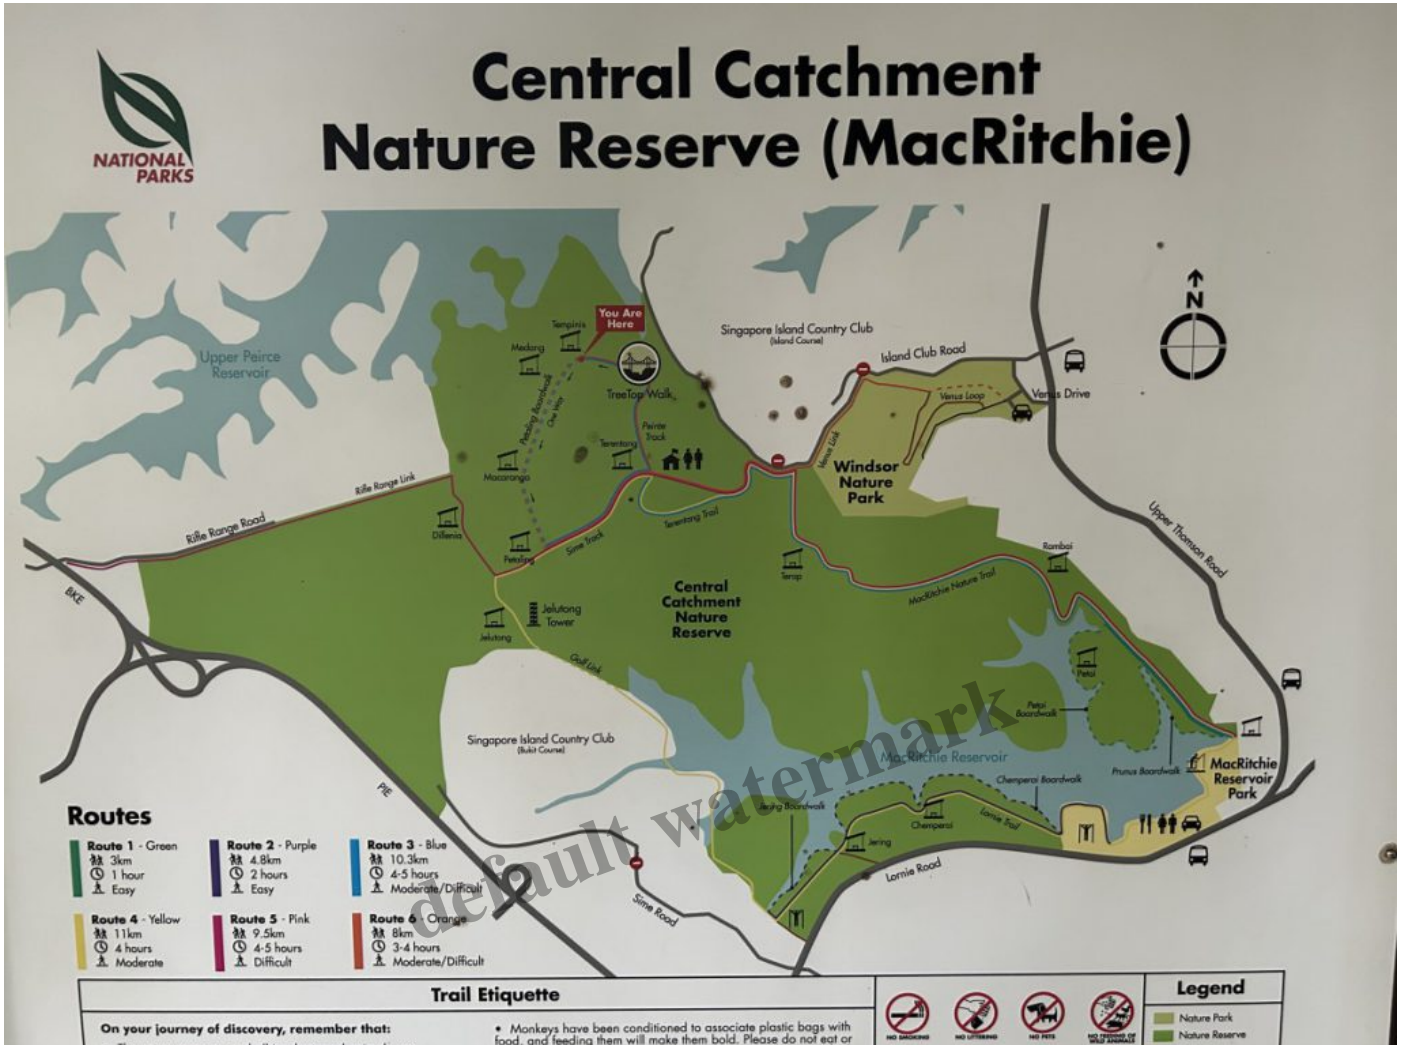 Central Catchment
Nature Reserve (MacRitchie)
NATIONAL
PARKS
You Are
Here
Tempinis
Medang
TreeTop Walk
Petaling Boardwalk
One Way
Peirce
Track
Terentang
Macaranga
Upper Peirce
Reservoir
Singapore Island Country Club
(Island Course)
Island Club Road
N
Venus Drive
Venus Loop
Venus Link
Windsor
Nature
Park
Rifle Range Link
Rifle Range Road
Dillenia
Petaling
Sime Track
Terentang Trail
Upper Thomson Road
Rambai
Terap
MacRitchie Nature Trail
Central
Catchment
Nature
Reserve
BKE
Jelutong
Jelutong
Tower
Golf Link
Petai
Petai
Boardwalk
Singapore Island Country Club
(Bukit Course)
MacRitchie Reservoir
Prunus Boardwalk
MacRitchie
Reservoir
Park
Chemperai Boardwalk
Jering Boardwalk
Chemperai
Lornie Trail
Jering
Lornie Road
PIE
Sime Road
default watermark
Routes
Route 1 - Green
3km
1 hour
Easy
Route 2 - Purple
4.8km
2 hours
Easy
Route 3 - Blue
10.3km
4-5 hours
Moderate/Difficult
Route 4 - Yellow
11km
4 hours
Moderate
Route 5 - Pink
9.5km
4-5 hours
Difficult
Route 6 - Orange
8km
3-4 hours
Moderate/Difficult
Trail Etiquette
On your journey of discovery, remember that:
• Monkeys have been conditioned to associate plastic bags with
food, and feeding them will make them bold. Please do not eat or
NO SMOKING
NO LITTERING
NO PETS
NO FEEDING OF
WILD ANIMALS
Legend
Nature Park
Nature Reserve